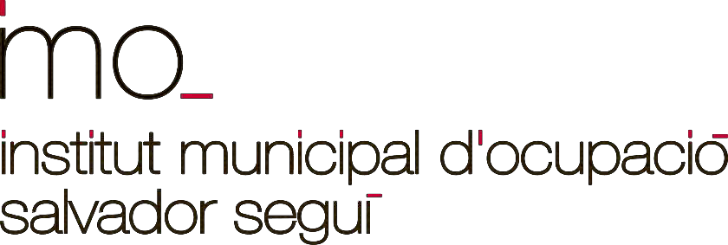 imo_
institut municipal d'ocupació
salvador seguí